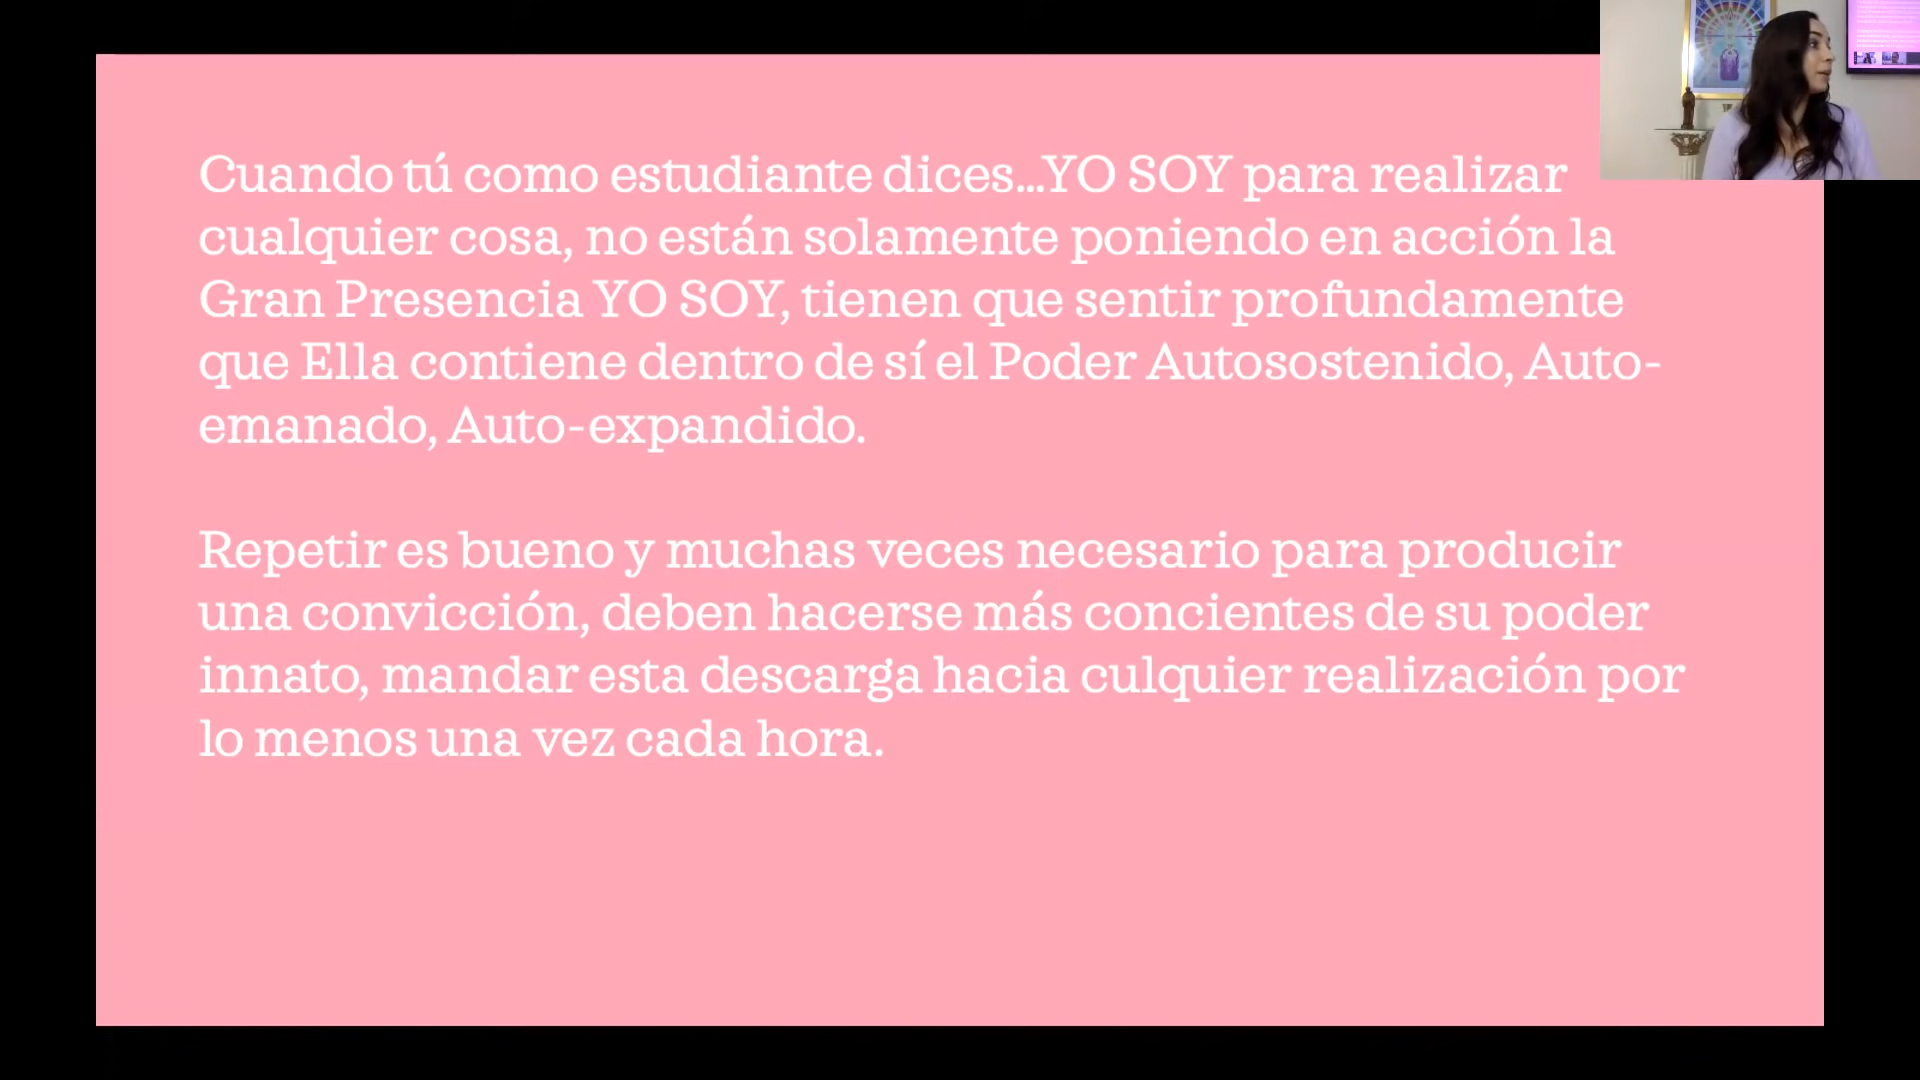 Cuando tú como estudiante dices...YO SOY para realizar
cualquier cosa, no están solamente poniendo en acción la
Gran Presencia YO SOY, tienen que sentir profundamente
que Ella contiene dentro de sí el Poder Autosostenido, Auto-
emanado, Auto-expandido.
Repetir es bueno y muchas veces necesario para producir
una convicción, deben hacerse más concientes de su poder
innato, mandar esta descarga hacia culquier realización por
lo menos una vez cada hora.